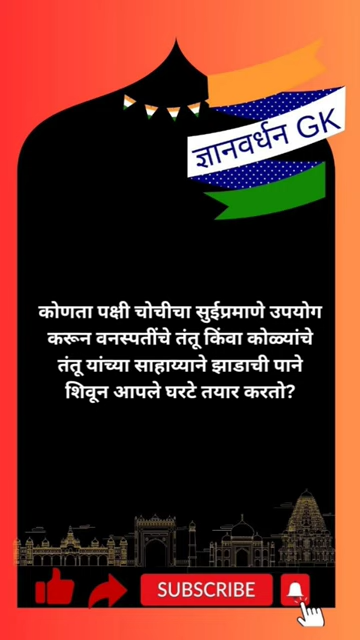 ज्ञानवर्धन GK
कोणता पक्षी चोचीचा सुईप्रमाणे उपयोग
करून वनस्पतींचे तंतू किंवा कोळ्यांचे
तंतू यांच्या साहाय्याने झाडाची पाने
शिवून आपले घरटे तयार करतो?
SUBSCRIBE